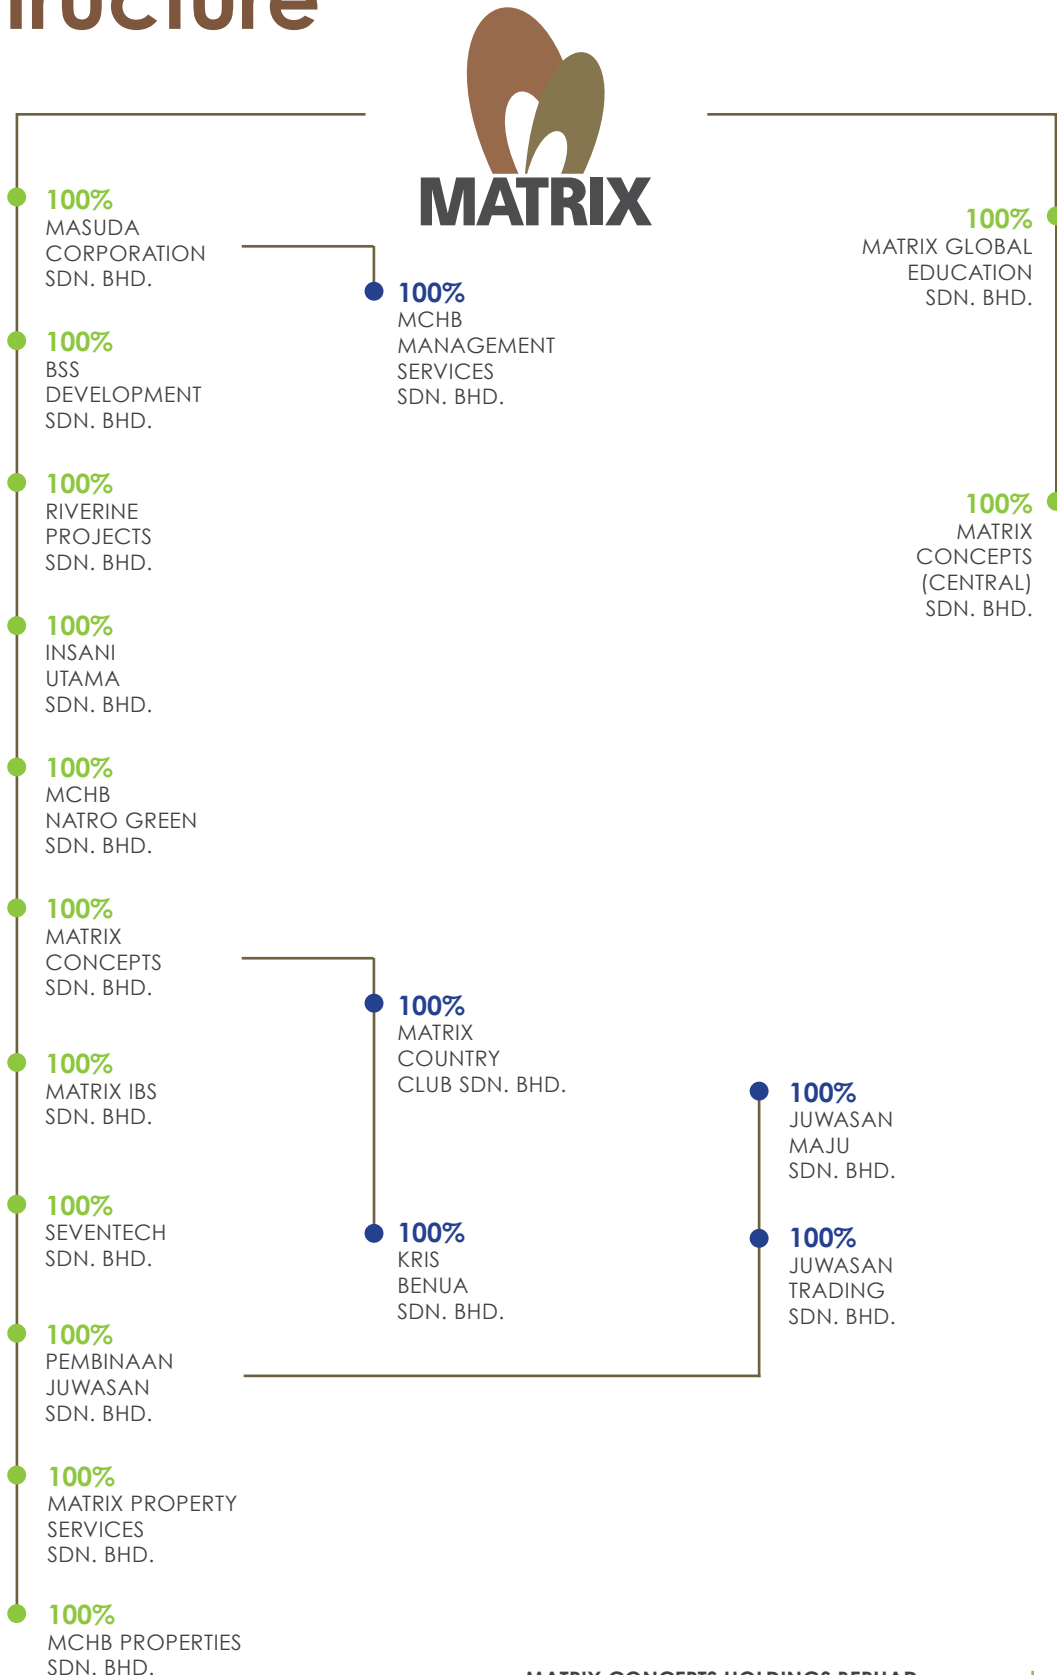 tructure
MATRIX
100%
MASUDA
CORPORATION
SDN. BHD.
100%
MCHB
MANAGEMENT
SERVICES
SDN. BHD.
100%
MATRIX GLOBAL
EDUCATION
SDN. BHD.
100%
BSS
DEVELOPMENT
SDN. BHD.
100%
RIVERINE
PROJECTS
SDN. BHD.
100%
MATRIX
CONCEPTS
(CENTRAL)
SDN. BHD.
100%
INSANI
UTAMA
SDN. BHD.
100%
MCHB
NATRO GREEN
SDN. BHD.
100%
MATRIX
CONCEPTS
SDN. BHD.
100%
MATRIX
COUNTRY
CLUB SDN. BHD.
100%
MATRIX IBS
SDN. BHD.
100%
JUWASAN
MAJU
SDN. BHD.
100%
SEVENTECH
SDN. BHD.
100%
KRIS
BENUA
SDN. BHD.
100%
JUWASAN
TRADING
SDN. BHD.
100%
PEMBINAAN
JUWASAN
SDN. BHD.
100%
MATRIX PROPERTY
SERVICES
SDN. BHD.
100%
MCHB PROPERTIES
SDN. BHD.
MATRIX CONCEPTS HOLDINGS BERHAD